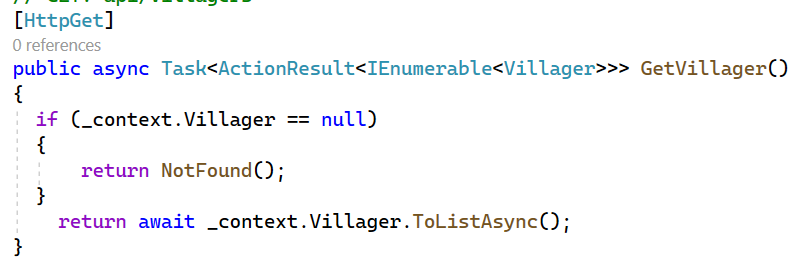 [HttpGet]
0 references
public async Task<ActionResult<IEnumerable<Villager>>> GetVillager()
{
if (_context.Villager == null)
{
return NotFound();
}
return await _context.Villager.ToListAsync();
}